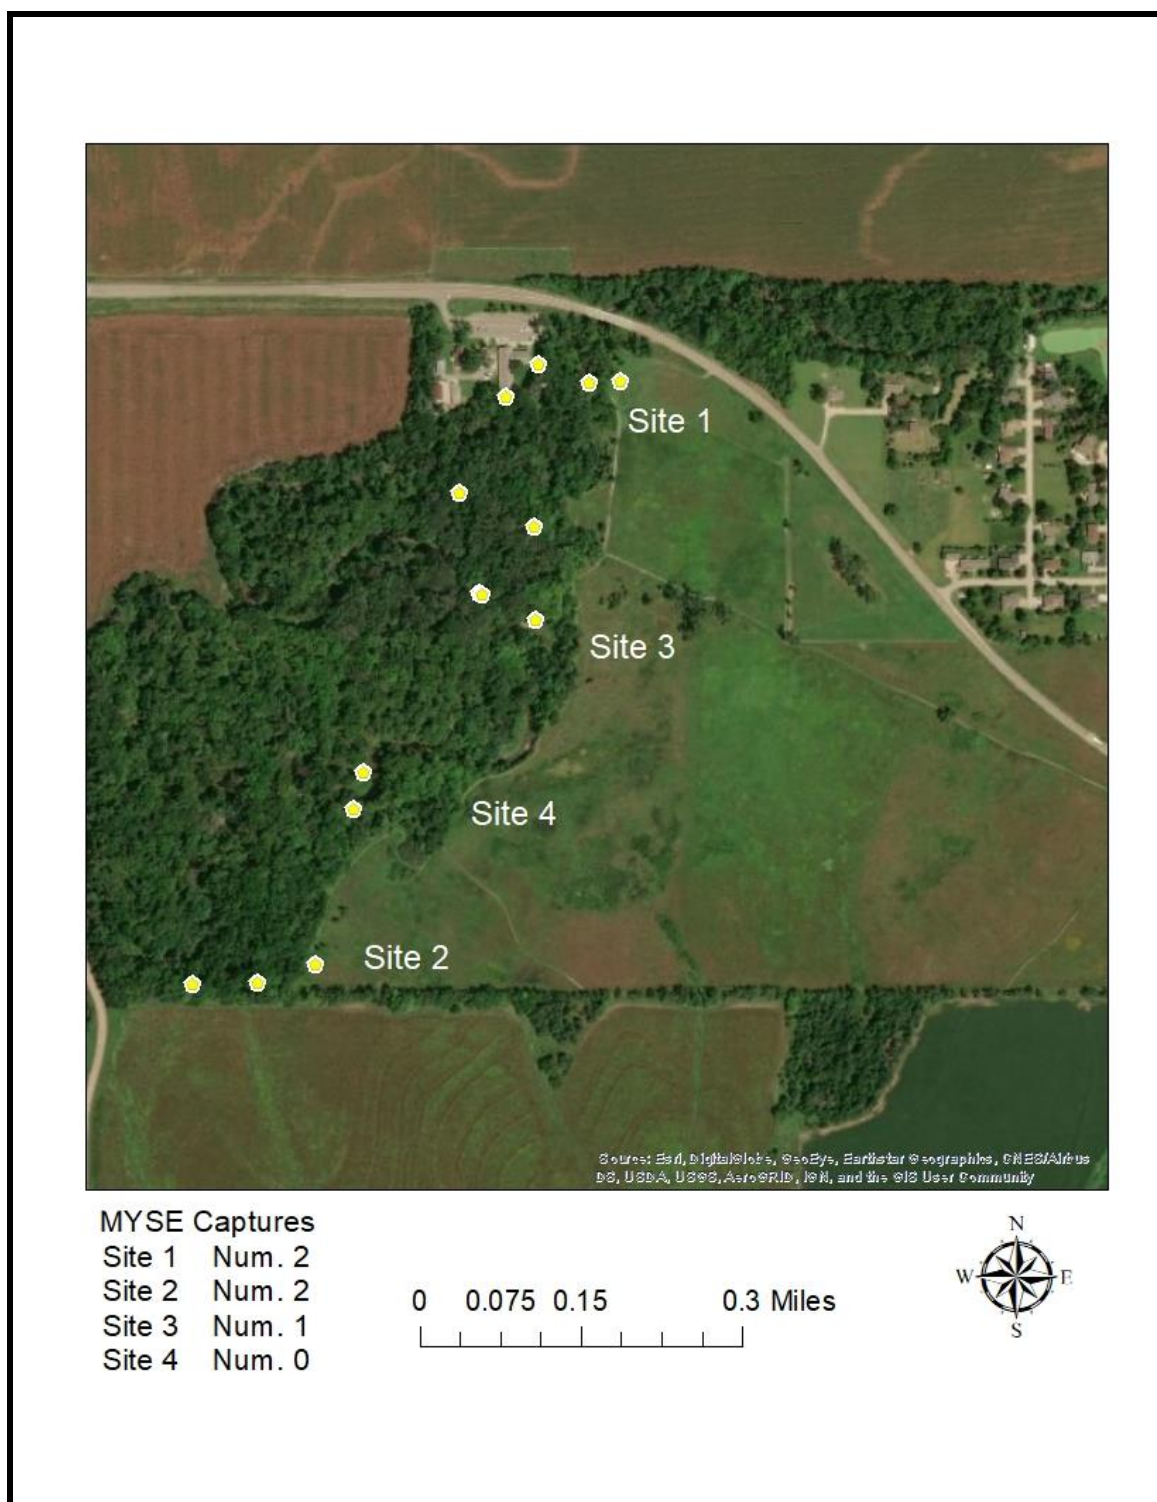 Site 1
Site 3
Site 4
Site 2
Source: Esri, DigitalGlobe, GeoEye, Earthstar Geographics, CNES/Airbus
DS, USDA, USGS, AeroGRID, IGN, and the GIS User Community
MYSE Captures
Site 1 Num. 2
Site 2 Num. 2
Site 3 Num. 1
Site 4 Num. 0
0 0.075 0.15 0.3 Miles
N
W E
S